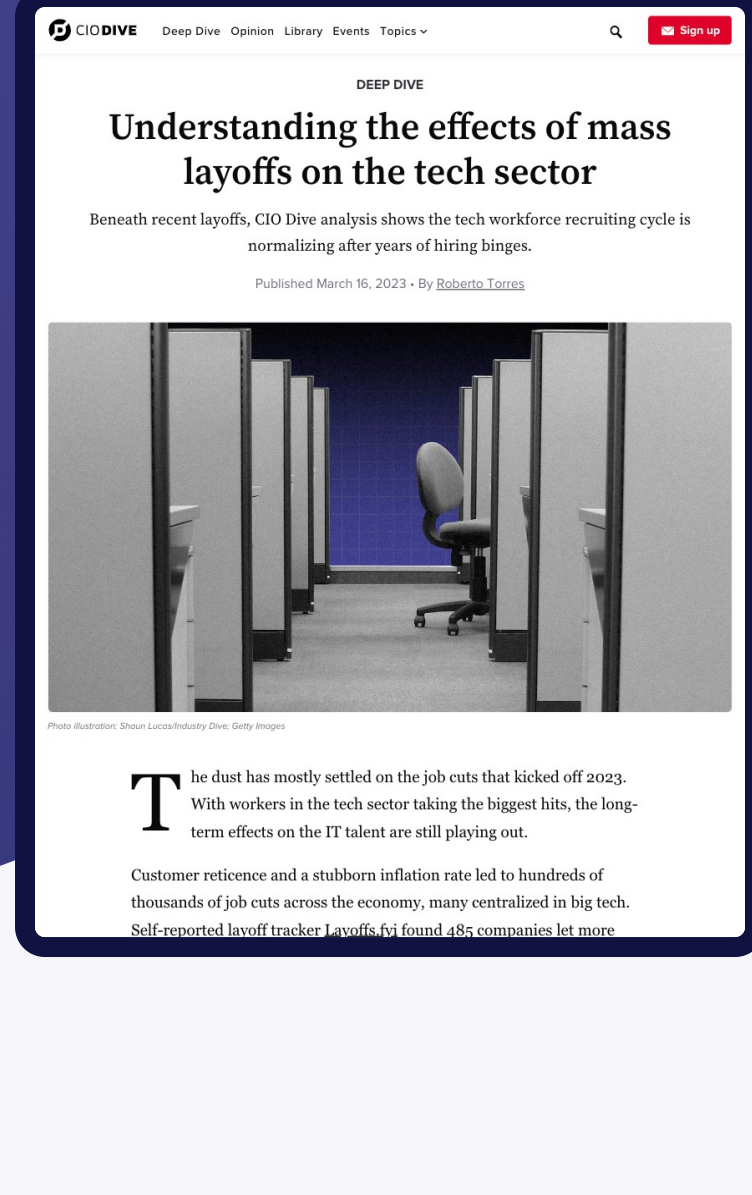 CIODIVE Deep Dive Opinion Library Events Topics Sign up
DEEP DIVE
Understanding the effects of mass
layoffs on the tech sector
Beneath recent layoffs, CIO Dive analysis shows the tech workforce recruiting cycle is
normalizing after years of hiring binges.
Published March 16, 2023 • By Roberto Torres
Photo illustration: Shaun Lucas/Industry Dive; Getty Images
The dust has mostly settled on the job cuts that kicked off 2023.
With workers in the tech sector taking the biggest hits, the long-
term effects on the IT talent are still playing out.
Customer reticence and a stubborn inflation rate led to hundreds of
thousands of job cuts across the economy, many centralized in big tech.
Self-reported layoff tracker Layoffs.fyi found 485 companies let more